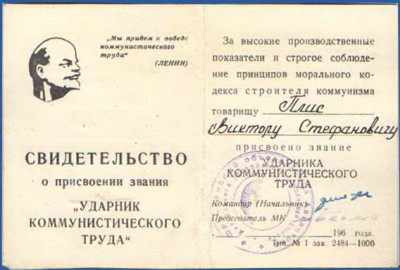 „Мы придем к победе
коммунистического
труда“
(ЛЕНИН)
СВИДЕТЕЛЬСТВО
о присвоении звания
"УДАРНИК
КОММУНИСТИЧЕСКОГО
ТРУДА"
За высокие производственные
показатели и строгое соблюде-
ние принципов морального ко-
декса строителя коммунизма
товарищу Плис
Виктору Стефановичу
присвоено звание
УДАРНИКА
КОММУНИСТИЧЕСКОГО
ТРУДА
Командир (Начальник)
Председатель МК
196 года.
Тип. № 1 зак. 2484—1000